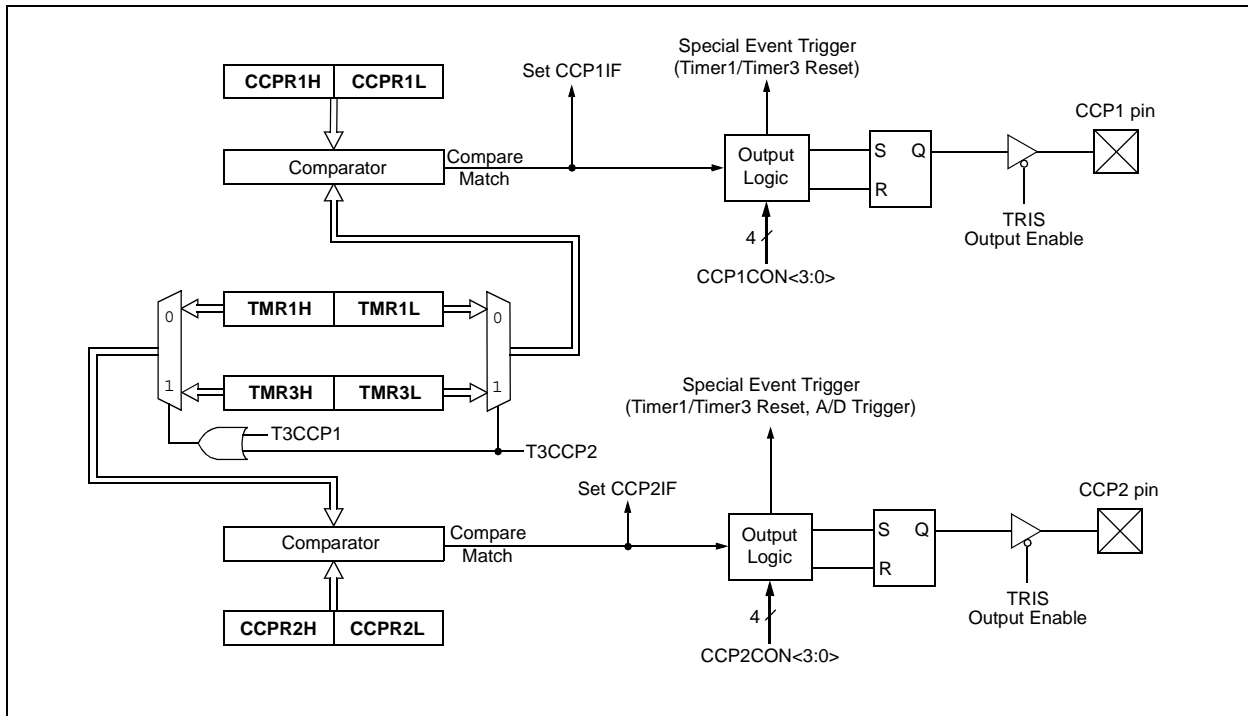 Special Event Trigger
(Timer1/Timer3 Reset)
Set CCP1IF
CCPR1H CCPR1L
CCP1 pin
Comparator
Compare
Match
Output
Logic
S Q
R
TRIS
Output Enable
4
CCP1CON<3:0>
0 TMR1H TMR1L 0
1 TMR3H TMR3L 1
T3CCP1
T3CCP2
Special Event Trigger
(Timer1/Timer3 Reset, A/D Trigger)
Set CCP2IF
CCP2 pin
Comparator
Compare
Match
Output
Logic
S Q
R
TRIS
Output Enable
CCPR2H CCPR2L
4
CCP2CON<3:0>